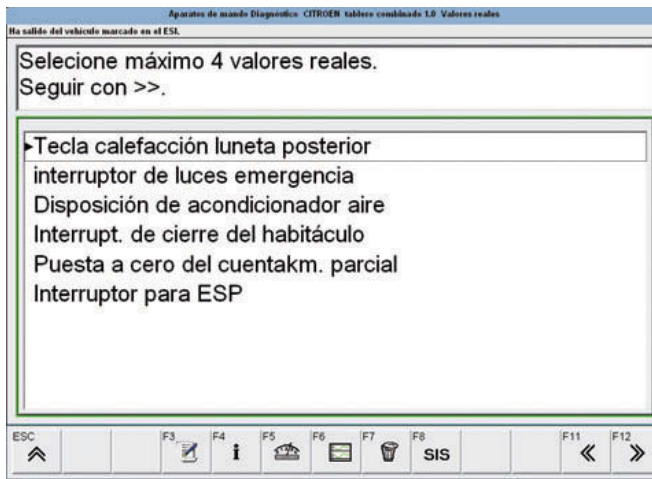 Aparatos de mando Diagnóstico CITROEN tablero combinado 1.0 Valores reales
Ha salido del vehículo marcado en el ESI.
Selecione máximo 4 valores reales.
Seguir con >>.
Tecla calefacción luneta posterior
interruptor de luces emergencia
Disposición de acondicionador aire
Interrupt. de cierre del habitáculo
Puesta a cero del cuentakm. parcial
Interruptor para ESP
ESC F3 F4 F5 F6 F7 F8 F11 F12
i SIS « »